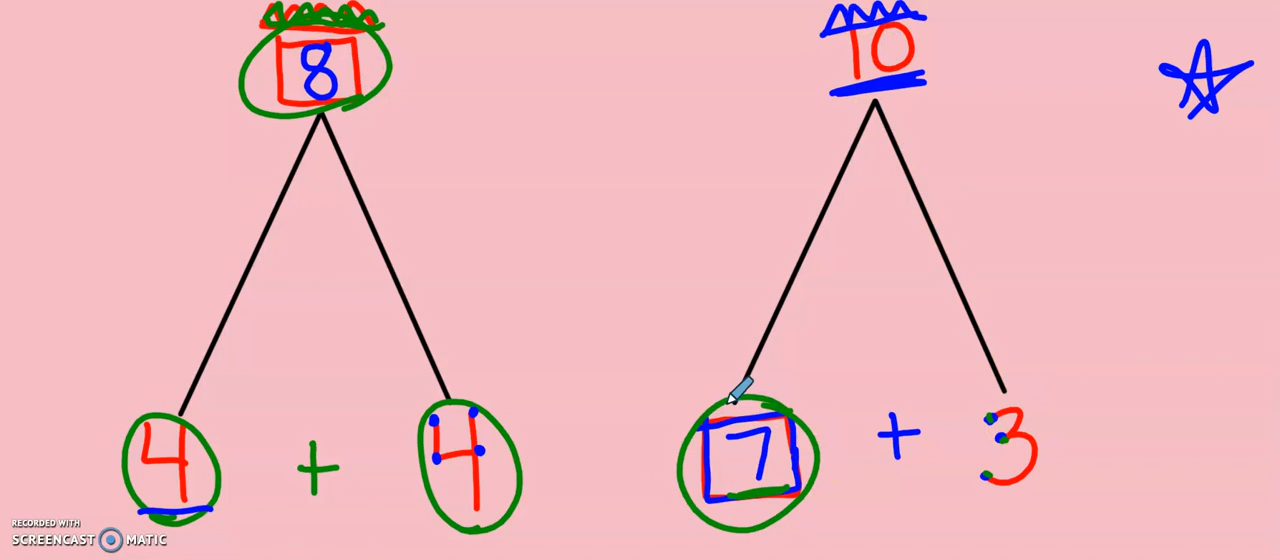 8
10
4 + 4
7 + 3
RECORDED WITH
SCREENCAST MATIC